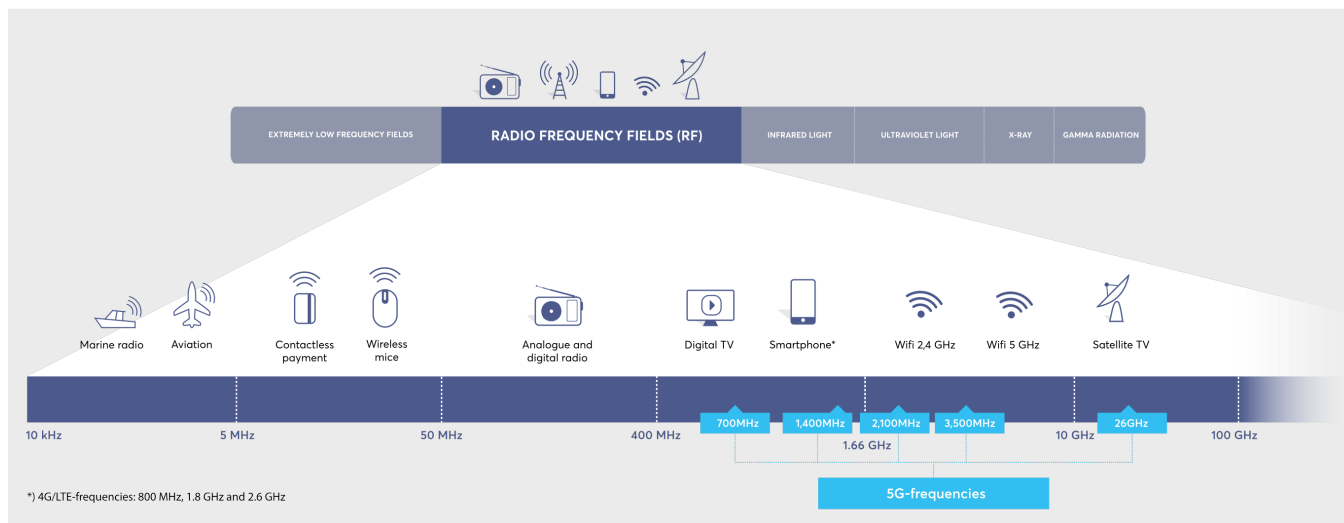 EXTREMELY LOW FREQUENCY FIELDS
RADIO FREQUENCY FIELDS (RF)
INFRARED LIGHT
ULTRAVIOLET LIGHT
X-RAY
GAMMA RADIATION
Marine radio
Aviation
Contactless
payment
Wireless
mice
Analogue and
digital radio
Digital TV
Smartphone*
Wifi 2,4 GHz
Wifi 5 GHz
Satellite TV
700MHz
1,400MHz
2,100MHz
3,500MHz
26GHz
10 kHz
5 MHz
50 MHz
400 MHz
1.66 GHz
10 GHz
100 GHz
5G-frequencies
*) 4G/LTE-frequencies: 800 MHz, 1.8 GHz and 2.6 GHz